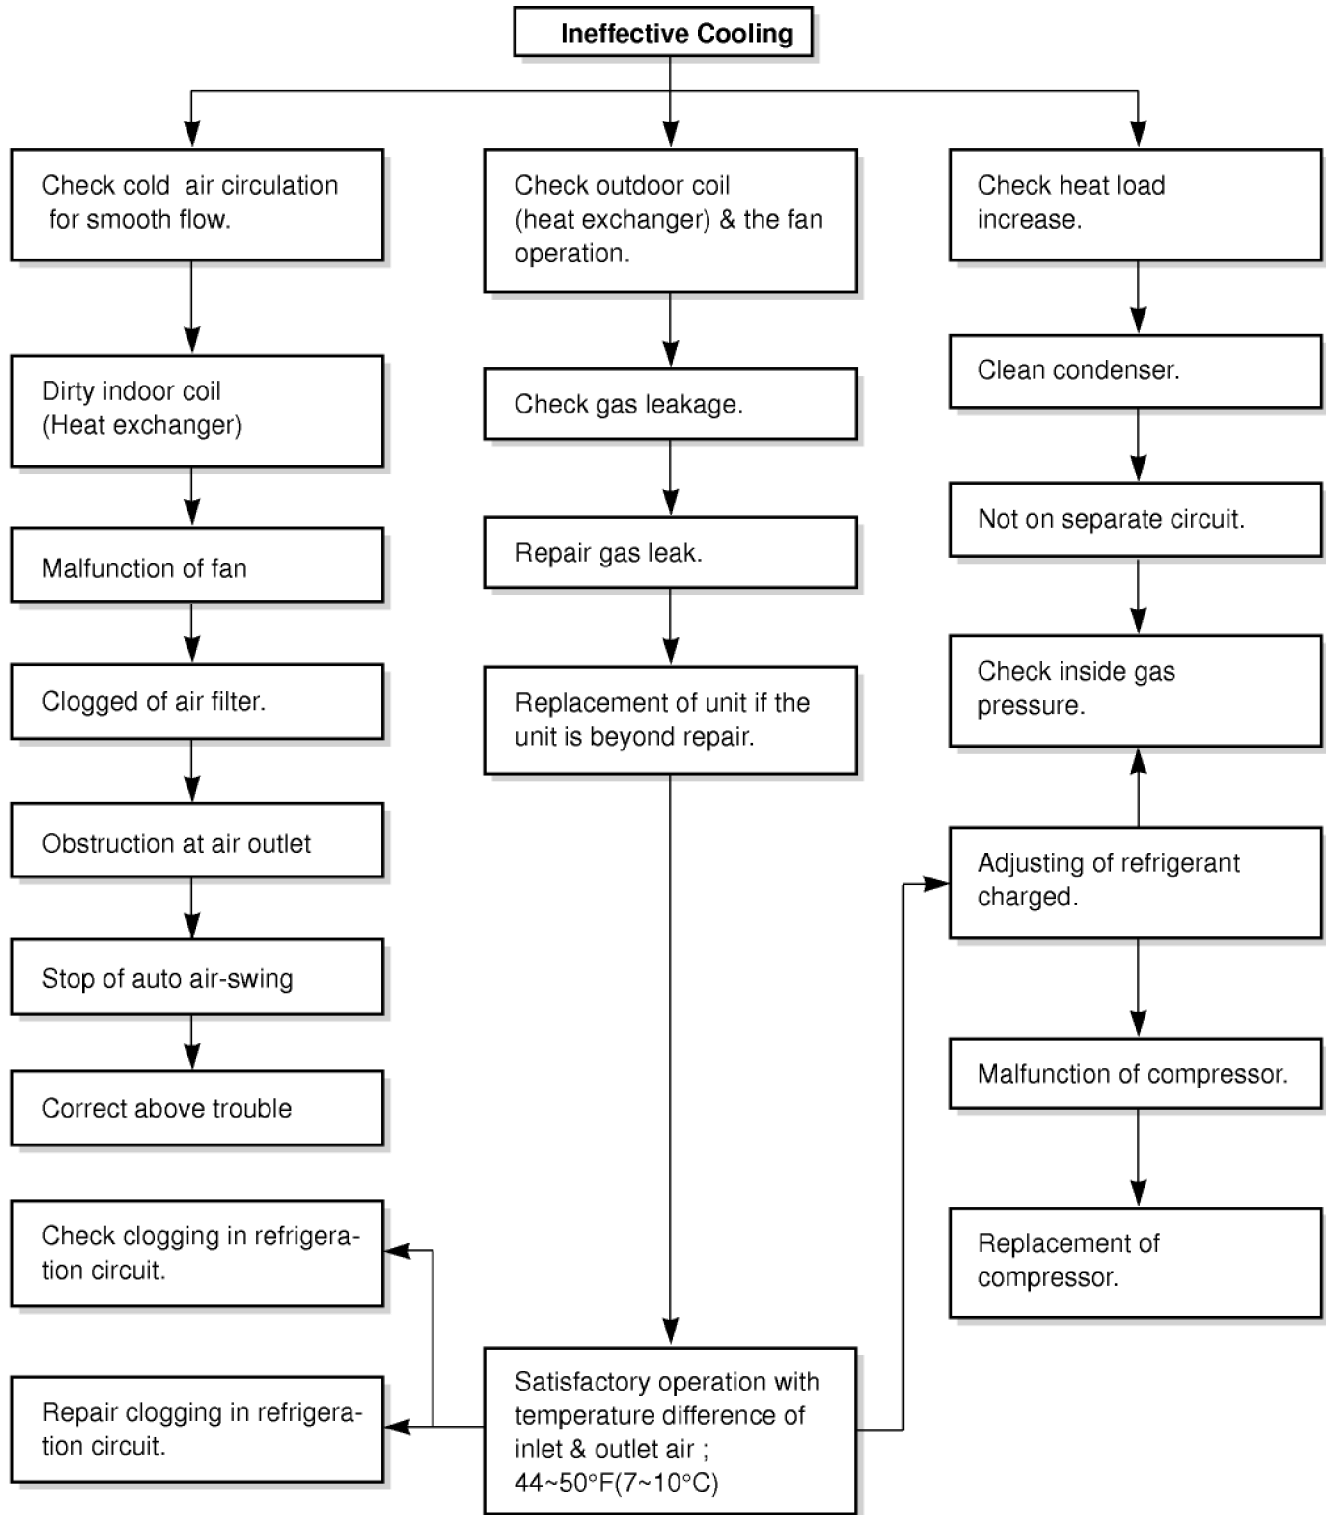 Ineffective Cooling
Check cold air circulation
for smooth flow.
Dirty indoor coil
(Heat exchanger)
Malfunction of fan
Clogged of air filter.
Obstruction at air outlet
Stop of auto air-swing
Correct above trouble
Check clogging in refrigera-
tion circuit.
Repair clogging in refrigera-
tion circuit.
Check outdoor coil
(heat exchanger) & the fan
operation.
Check gas leakage.
Repair gas leak.
Replacement of unit if the
unit is beyond repair.
Satisfactory operation with
temperature difference of
inlet & outlet air ;
44~50°F(7~10°C)
Check heat load
increase.
Clean condenser.
Not on separate circuit.
Check inside gas
pressure.
Adjusting of refrigerant
charged.
Malfunction of compressor.
Replacement of
compressor.